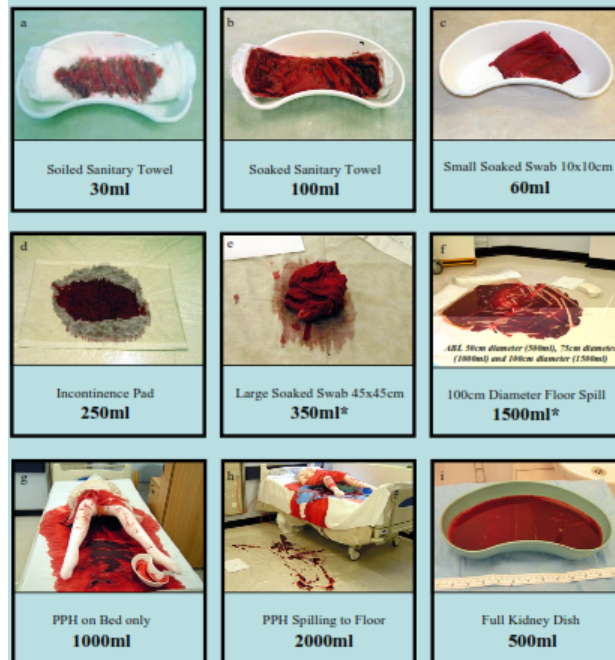 a
b
c
Soiled Sanitary Towel
30ml
Soaked Sanitary Towel
100ml
Small Soaked Swab 10x10cm
60ml
d
e
f
ABL 50cm diameter (500ml), 75cm diameter
(1000ml) and 100cm diameter (1500ml)
Incontinence Pad
250ml
Large Soaked Swab 45x45cm
350ml*
100cm Diameter Floor Spill
1500ml*
g
h
i
PPH on Bed only
1000ml
PPH Spilling to Floor
2000ml
Full Kidney Dish
500ml